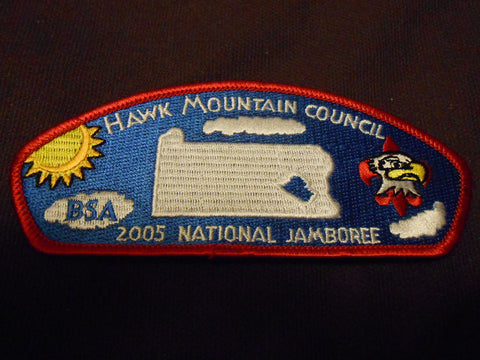 HAWK MOUNTAIN COUNCIL
BSA
2005 NATIONAL JAMBOREE